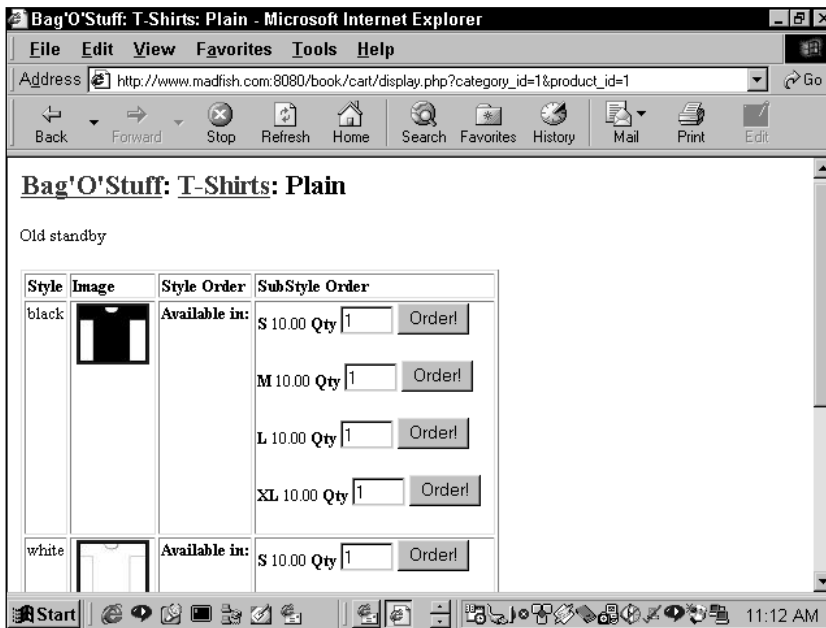 Bag'O'Stuff: T-Shirts: Plain - Microsoft Internet Explorer
File Edit View Favorites Tools Help
Address http://www.madfish.com:8080/book/cart/display.php?category_id=1&product_id=1 Go
Back Forward Stop Refresh Home Search Favorites History Mail Print Edit
Bag'O'Stuff: T-Shirts: Plain
Old standby
Style Image Style Order SubStyle Order
black Available in: S 10.00 Qty 1 Order!
M 10.00 Qty 1 Order!
L 10.00 Qty 1 Order!
XL 10.00 Qty 1 Order!
white Available in: S 10.00 Qty 1 Order!
Start 11:12 AM